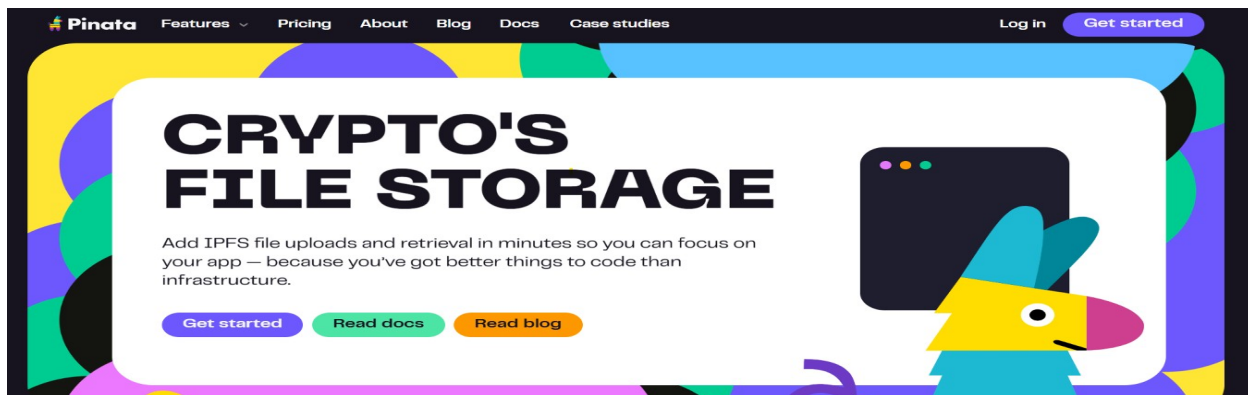 Pinata Features Pricing About Blog Docs Case studies Log in Get started
CRYPTO'S
FILE STORAGE
Add IPFS file uploads and retrieval in minutes so you can focus on
your app — because you've got better things to code than
infrastructure.
Get started Read docs Read blog